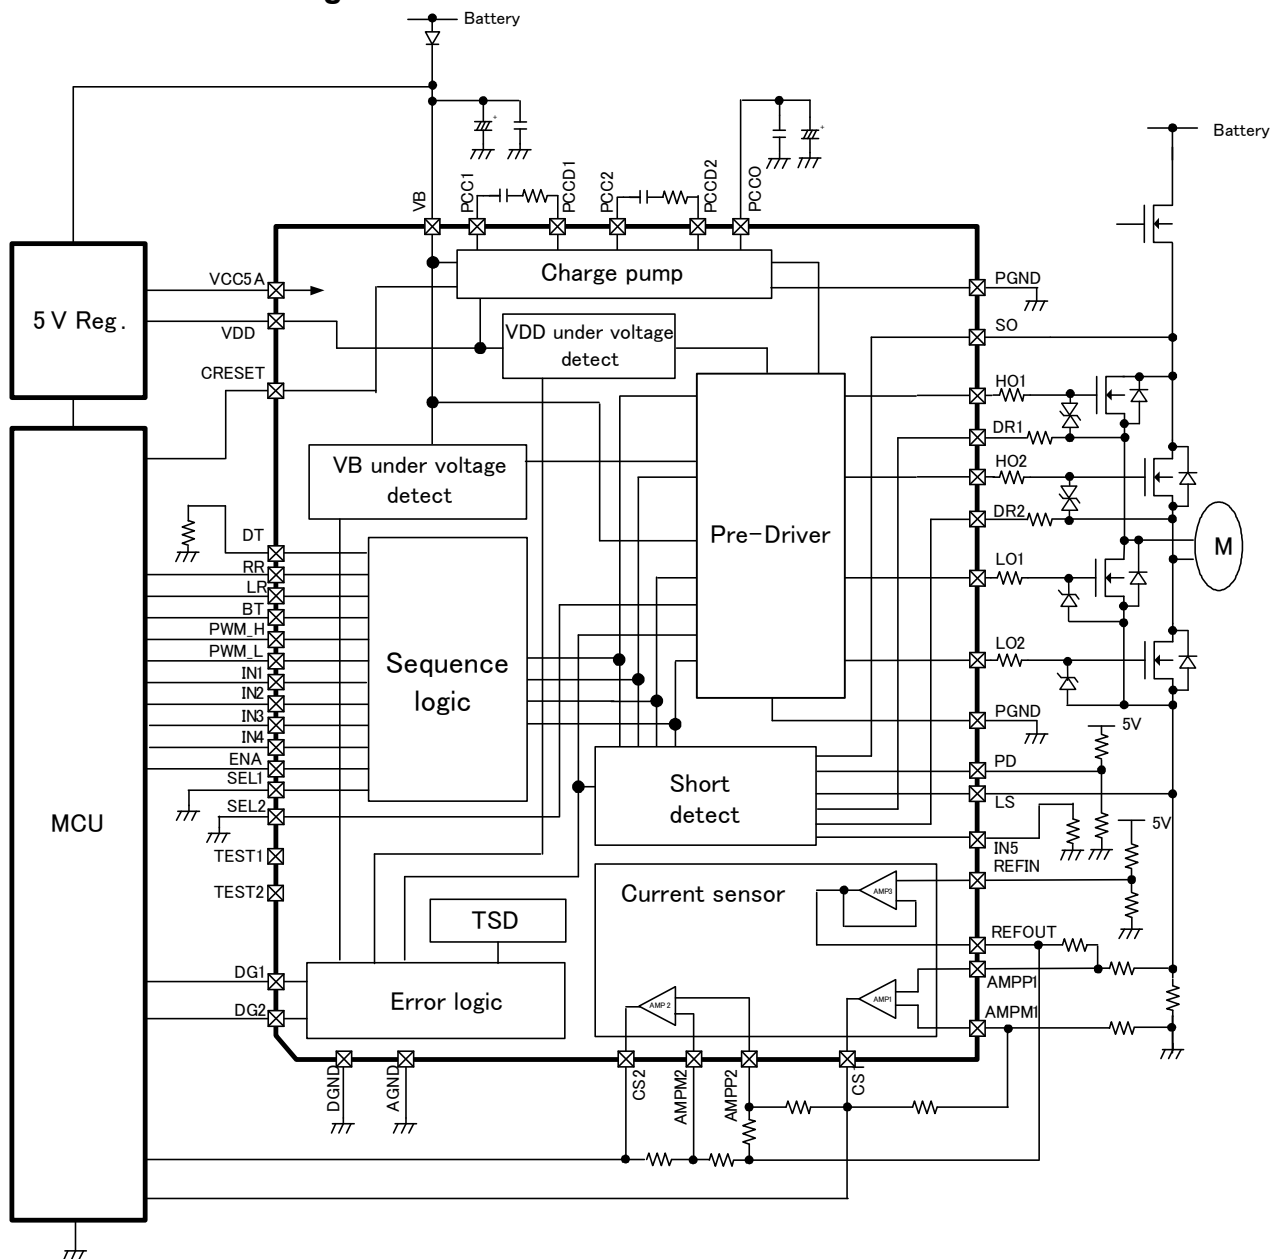 g
Battery
Battery
VB
PCC1
PCCD1
PCC2
PCCD2
PCCO
5V Reg.
VCC5A
VDD
CRESET
Charge pump
VDD under voltage
detect
VB under voltage
detect
Pre-Driver
PGND
SO
HO1
DR1
HO2
DR2
LO1
LO2
PGND
M
DT
RR
LR
BT
PWM_H
PWM_L
IN1
IN2
IN3
IN4
ENA
SEL1
SEL2
TEST1
TEST2
Sequence
logic
MCU
Short
detect
5V
PD
LS
IN5
5V
REFIN
Current sensor
AMP3
REFOUT
AMPP1
AMP1
AMPM1
AMP2
TSD
Error logic
DG1
DG2
DGND
AGND
CS2
AMPM2
AMPP2
CS1